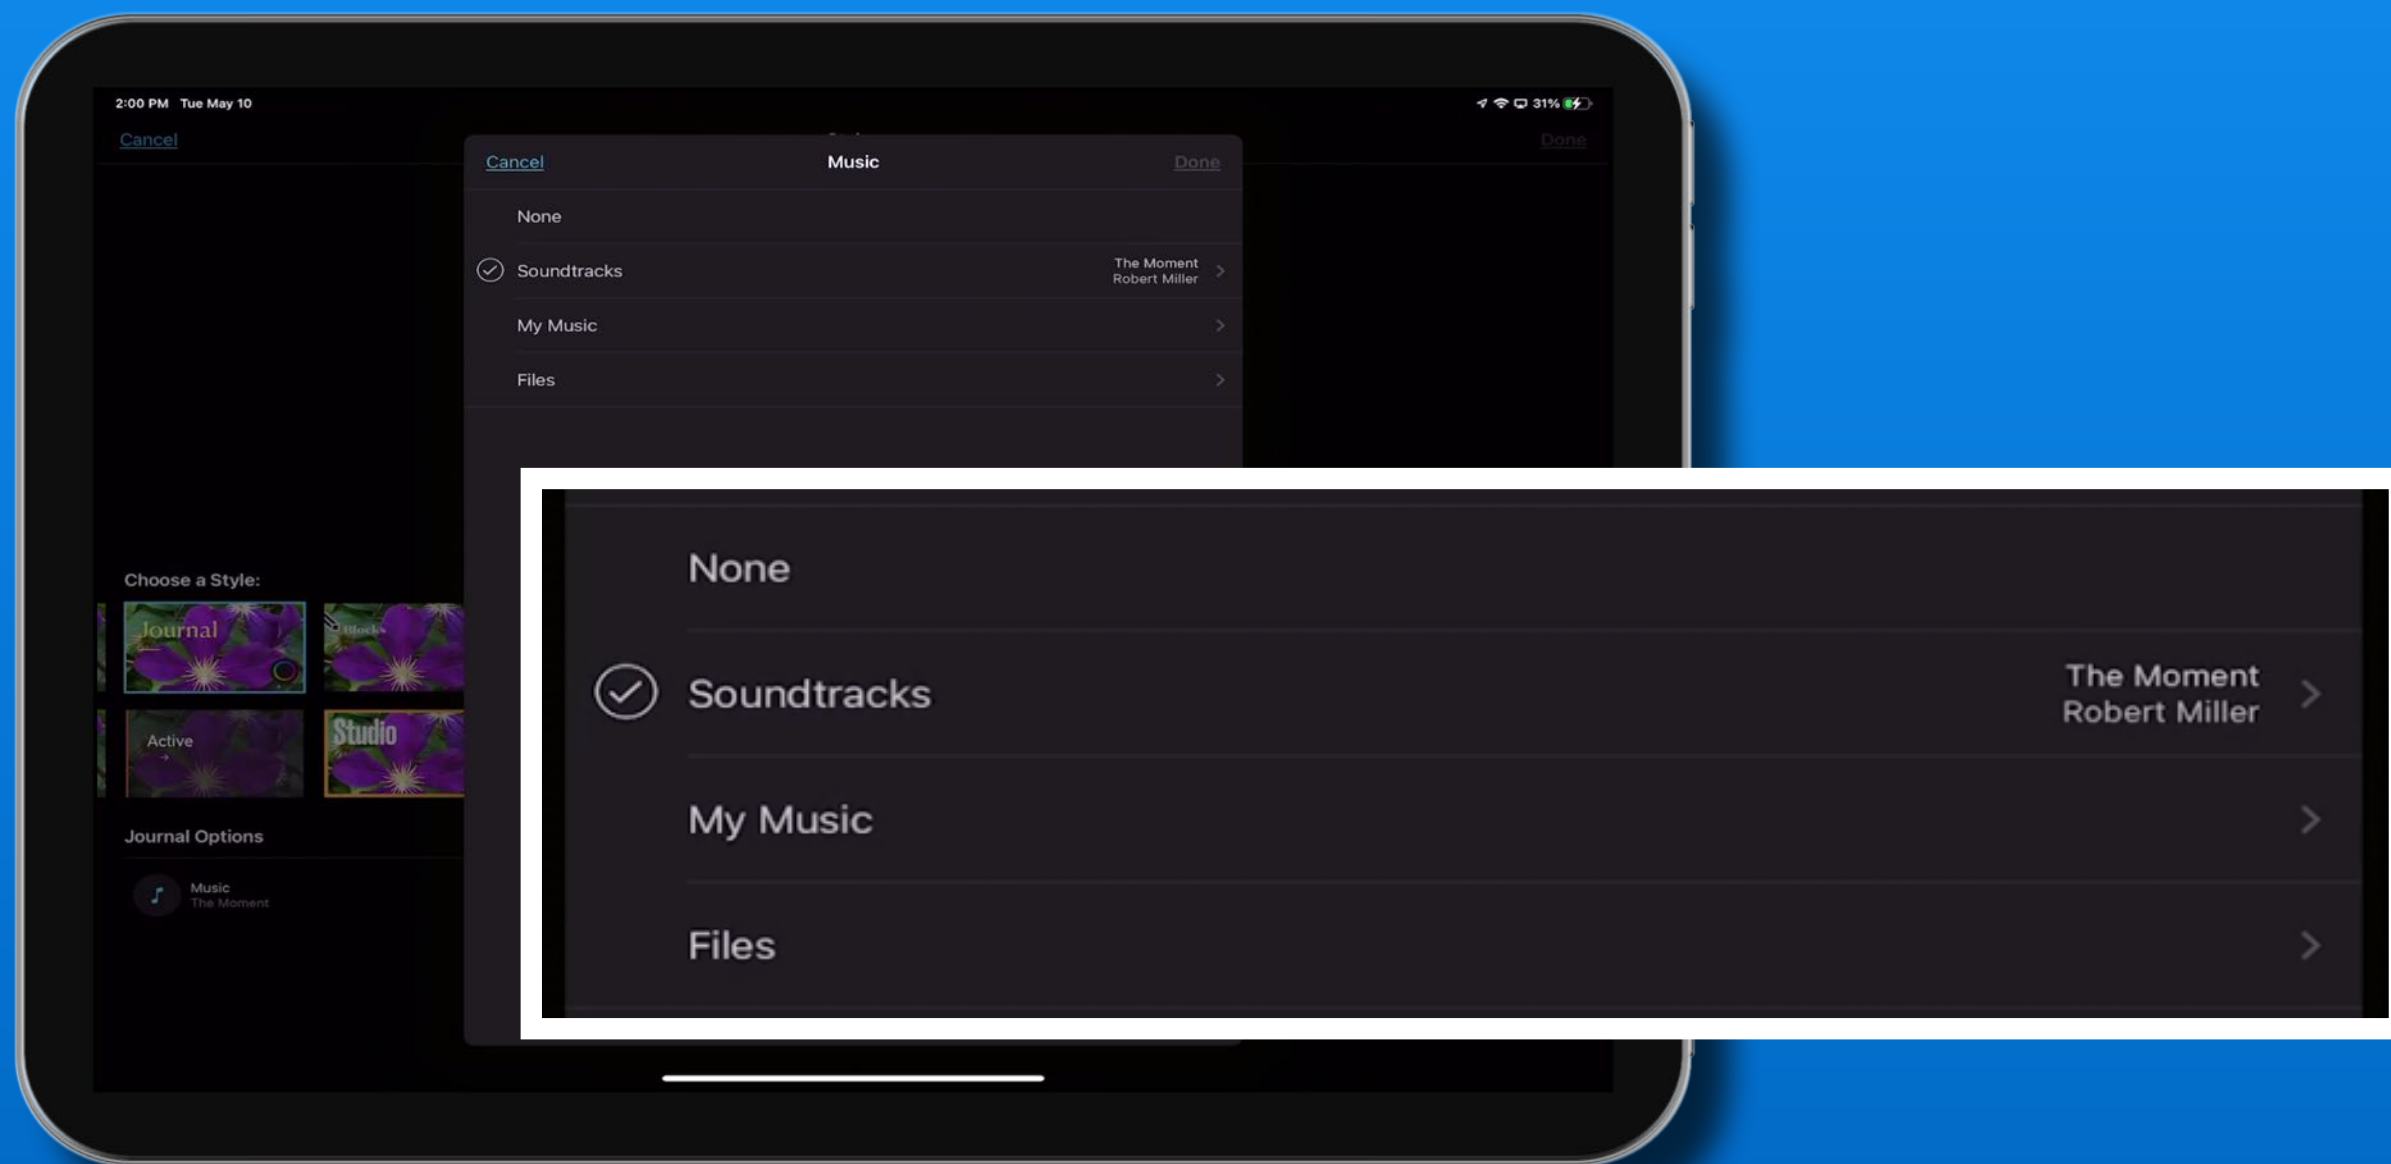 2:00 PM Tue May 10
31%
Cancel
Done
Cancel
Music
Done
None
Soundtracks
The Moment
Robert Miller
My Music
Files
Choose a Style:
Journal
Blocks
Active
Studio
Journal Options
Music
The Moment
None
Soundtracks
The Moment
Robert Miller
My Music
Files